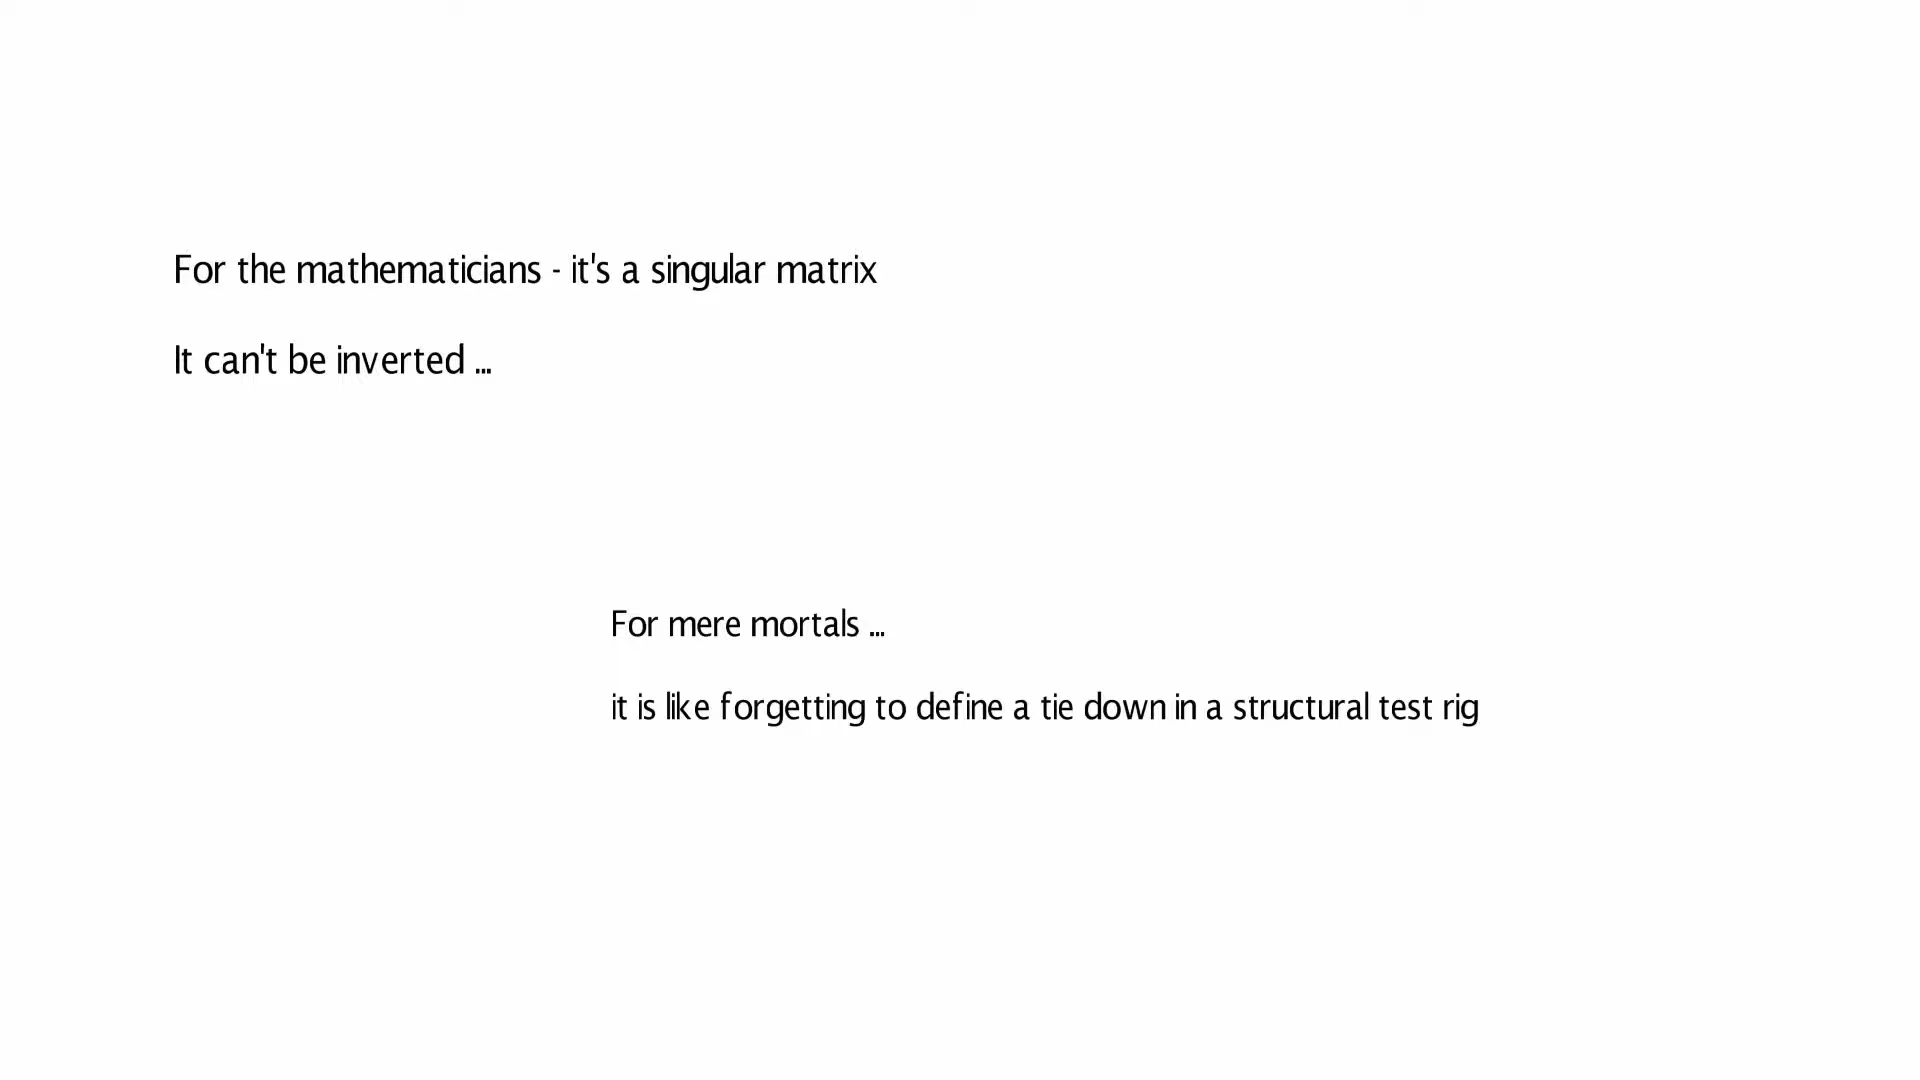 For the mathematicians - it's a singular matrix
It can't be inverted ...
For mere mortals ...
it is like forgetting to define a tie down in a structural test rig